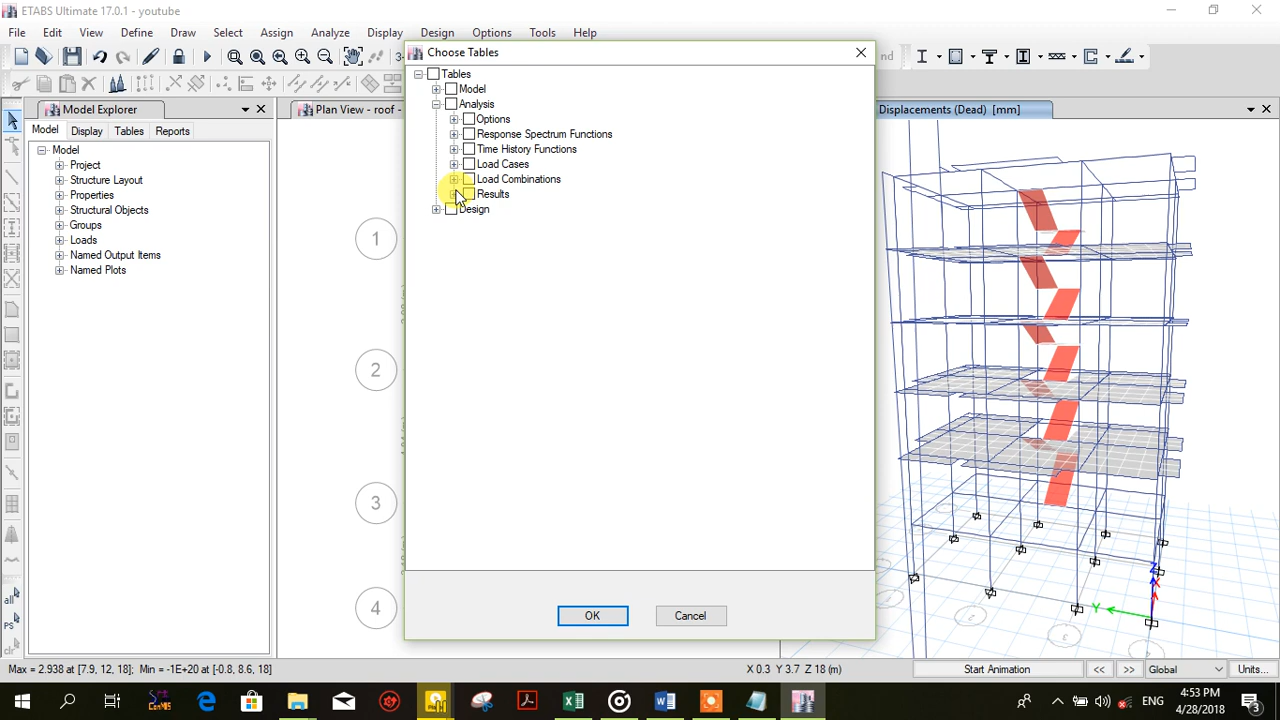 ETABS Ultimate 17.0.1 - youtube
File Edit View Define Draw Select Assign Analyze Display Design Options Tools Help
Choose Tables
Model Explorer
Plan View - roof -
Displacements (Dead) [mm]
Model Display Tables Reports
Model
Project
Structure Layout
Properties
Structural Objects
Groups
Loads
Named Output Items
Named Plots
Tables
Model
Analysis
Options
Response Spectrum Functions
Time History Functions
Load Cases
Load Combinations
Results
Design
1
2
3
4
OK Cancel
Z
X
Y
2
3
4
Max = 2.938 at [7.9, 12, 18]; Min = -1E+20 at [-0.8, 8.6, 18]
X 0.3 Y 3.7 Z 18 (m)
Start Animation << >> Global Units...
ENG
4:53 PM
4/28/2018
3